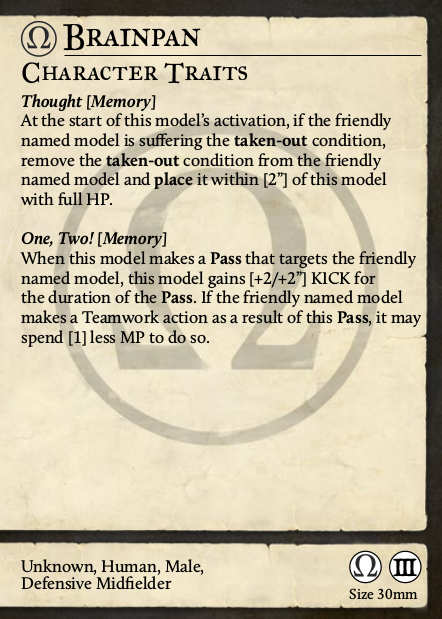 Ω Brainpan
Character Traits
Thought [Memory]
At the start of this model’s activation, if the friendly
named model is suffering the taken-out condition,
remove the taken-out condition from the friendly
named model and place it within [2”] of this model
with full HP.
One, Two! [Memory]
When this model makes a Pass that targets the friendly
named model, this model gains [+2/+2”] KICK for
the duration of the Pass. If the friendly named model
makes a Teamwork action as a result of this Pass, it may
spend [1] less MP to do so.
Ω
Unknown, Human, Male,
Defensive Midfielder
Ω III
Size 30mm